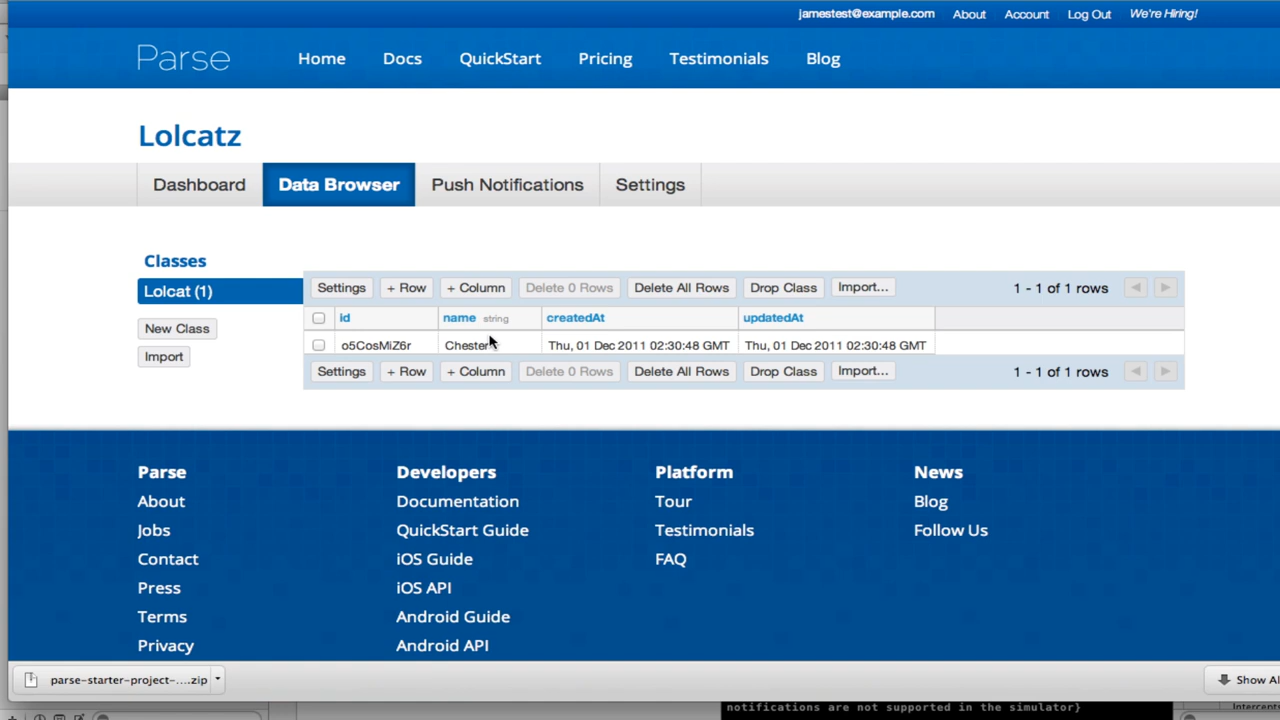 jamestest@example.com About Account Log Out We're Hiring!
Parse Home Docs QuickStart Pricing Testimonials Blog
Lolcatz
Dashboard Data Browser Push Notifications Settings
Classes
Lolcat (1)
New Class
Import
Settings + Row + Column Delete 0 Rows Delete All Rows Drop Class Import... 1 - 1 of 1 rows
id name string createdAt updatedAt
o5CosMiZ6r Chester Thu, 01 Dec 2011 02:30:48 GMT Thu, 01 Dec 2011 02:30:48 GMT
Settings + Row + Column Delete 0 Rows Delete All Rows Drop Class Import... 1 - 1 of 1 rows
Parse
About
Jobs
Contact
Press
Terms
Privacy
Developers
Documentation
QuickStart Guide
iOS Guide
iOS API
Android Guide
Android API
Platform
Tour
Testimonials
FAQ
News
Blog
Follow Us
parse-starter-project-....zip
Show Al
notifications are not supported in the simulator}